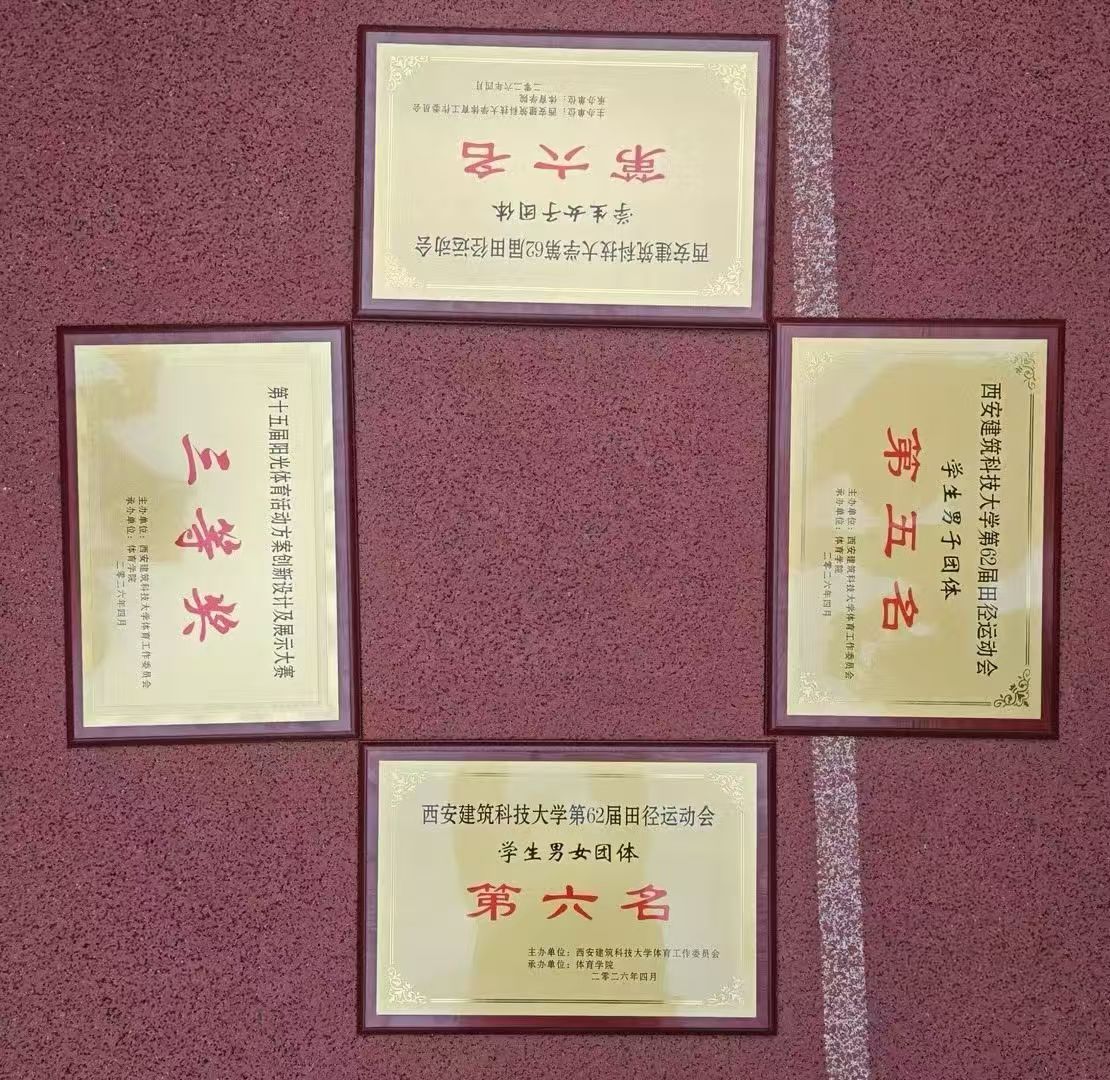 西安建筑科技大学第62届田径运动会
学生女子团体
第六名
主办单位：西安建筑科技大学体育工作委员会
承办单位：体育学院
二零二六年四月
第十五届阳光体育活动方案创新设计及展示大赛
三等奖
主办单位：西安建筑科技大学体育工作委员会
承办单位：体育学院
二零二六年四月
西安建筑科技大学第62届田径运动会
学生男子团体
第五名
主办单位：西安建筑科技大学体育工作委员会
承办单位：体育学院
二零二六年四月
西安建筑科技大学第62届田径运动会
学生男女团体
第六名
主办单位：西安建筑科技大学体育工作委员会
承办单位：体育学院
二零二六年四月